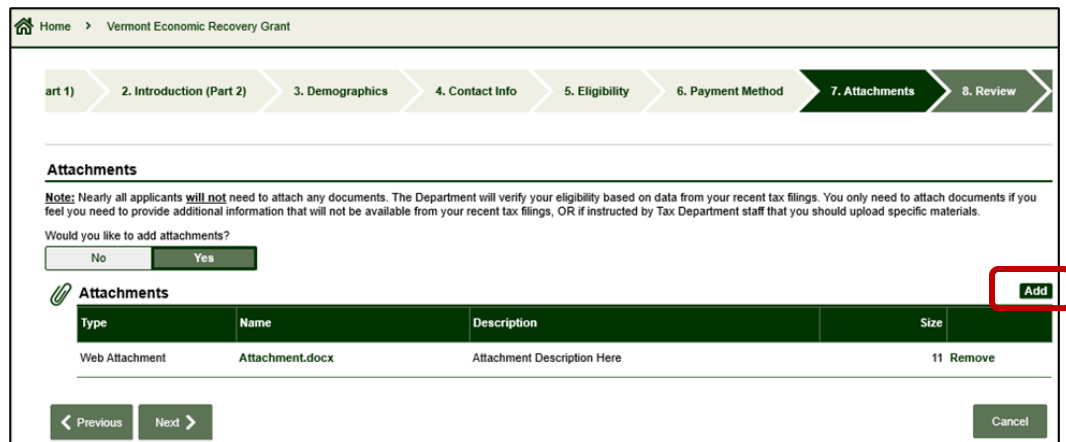 Home > Vermont Economic Recovery Grant
art 1) 2. Introduction (Part 2) 3. Demographics 4. Contact Info 5. Eligibility 6. Payment Method 7. Attachments 8. Review
Attachments
Note: Nearly all applicants will not need to attach any documents. The Department will verify your eligibility based on data from your recent tax filings. You only need to attach documents if you
feel you need to provide additional information that will not be available from your recent tax filings, OR if instructed by Tax Department staff that you should upload specific materials.
Would you like to add attachments?
No Yes
Attachments Add
Type Name Description Size
Web Attachment Attachment.docx Attachment Description Here 11 Remove
Previous Next Cancel